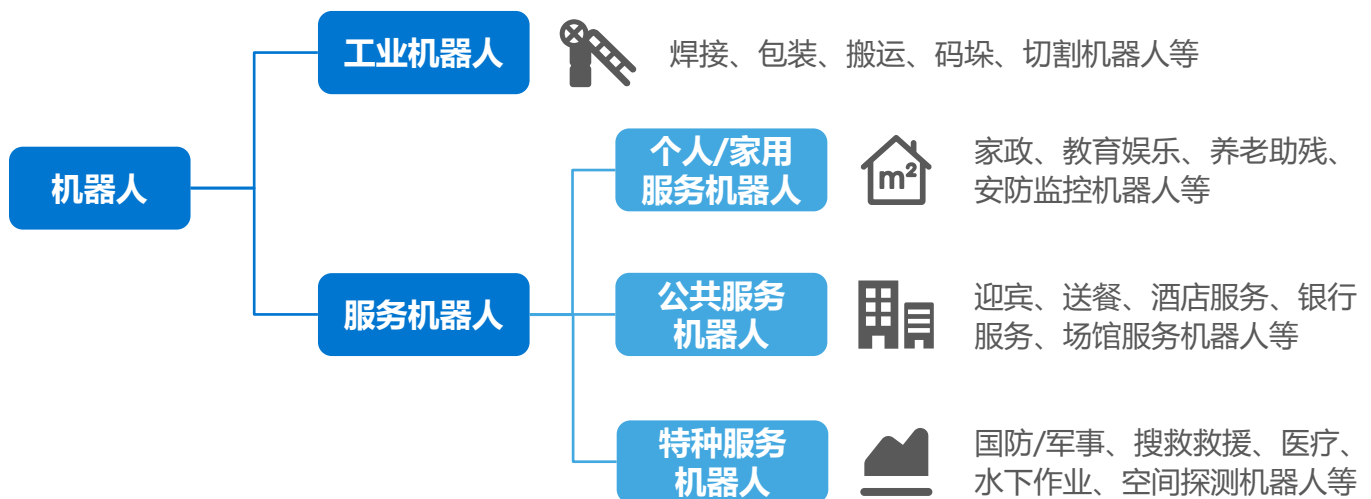 工业机器人
焊接、包装、搬运、码垛、切割机器人等
机器人
个人/家用
服务机器人
m²
家政、教育娱乐、养老助残、
安防监控机器人等
服务机器人
公共服务
机器人
迎宾、送餐、酒店服务、银行
服务、场馆服务机器人等
特种服务
机器人
国防/军事、搜救救援、医疗、
水下作业、空间探测机器人等